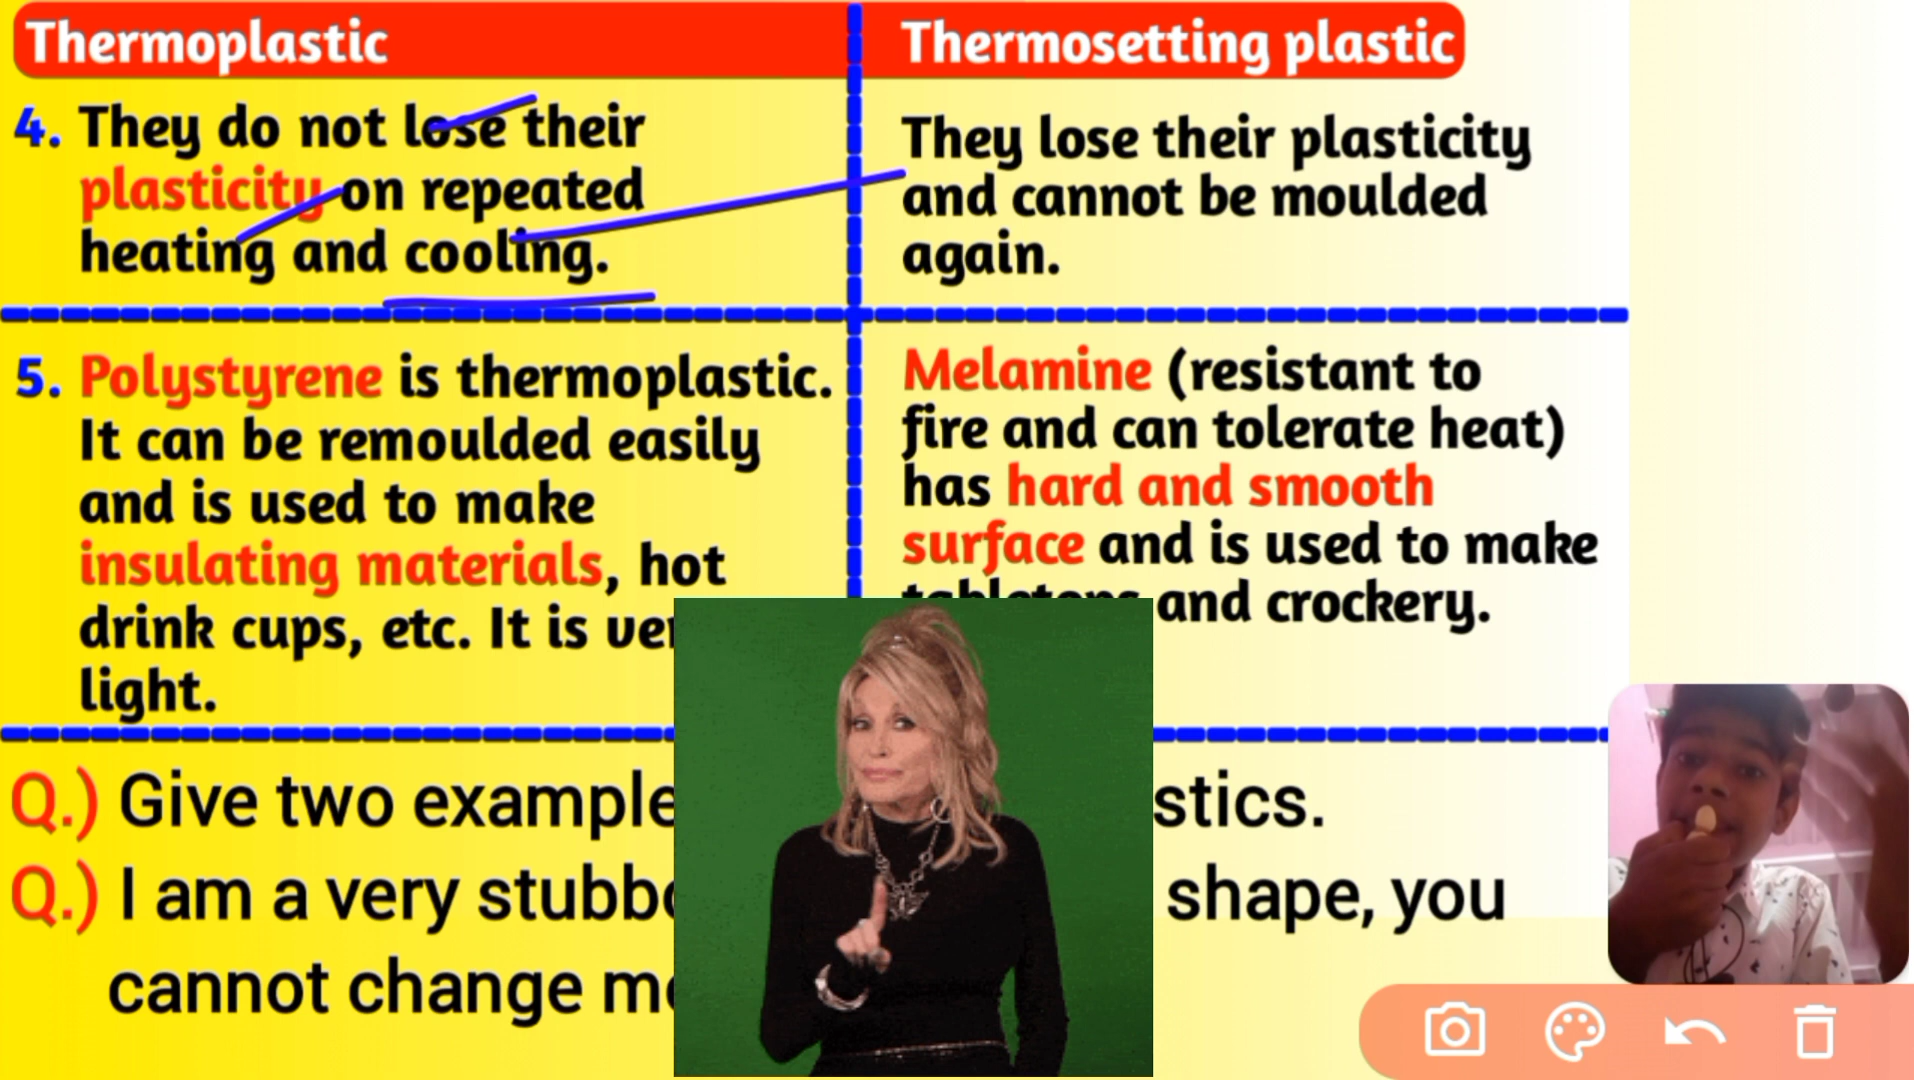 Thermoplastic
Thermosetting plastic
4. They do not lose their
plasticity on repeated
heating and cooling.
They lose their plasticity
and cannot be moulded
again.
5. Polystyrene is thermoplastic.
It can be remoulded easily
and is used to make
insulating materials, hot
drink cups, etc. It is
light.
Melamine (resistant to
fire and can tolerate heat)
has hard and smooth
surface and is used to make
tabletops and crockery.
Q.) Give two
Q.) I am a very shape, you
cannot change